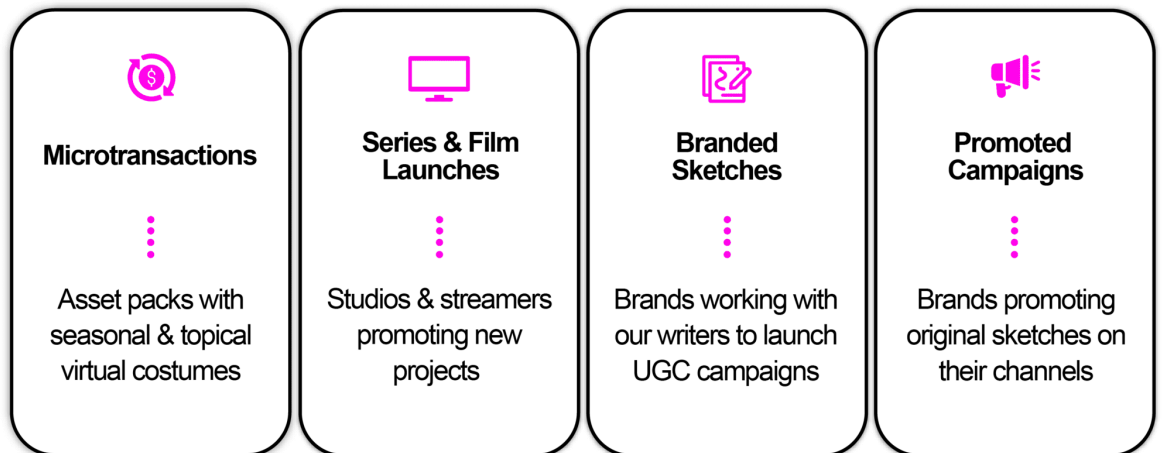 Microtransactions
Asset packs with
seasonal & topical
virtual costumes
Series & Film
Launches
Studios & streamers
promoting new
projects
Branded
Sketches
Brands working with
our writers to launch
UGC campaigns
Promoted
Campaigns
Brands promoting
original sketches on
their channels